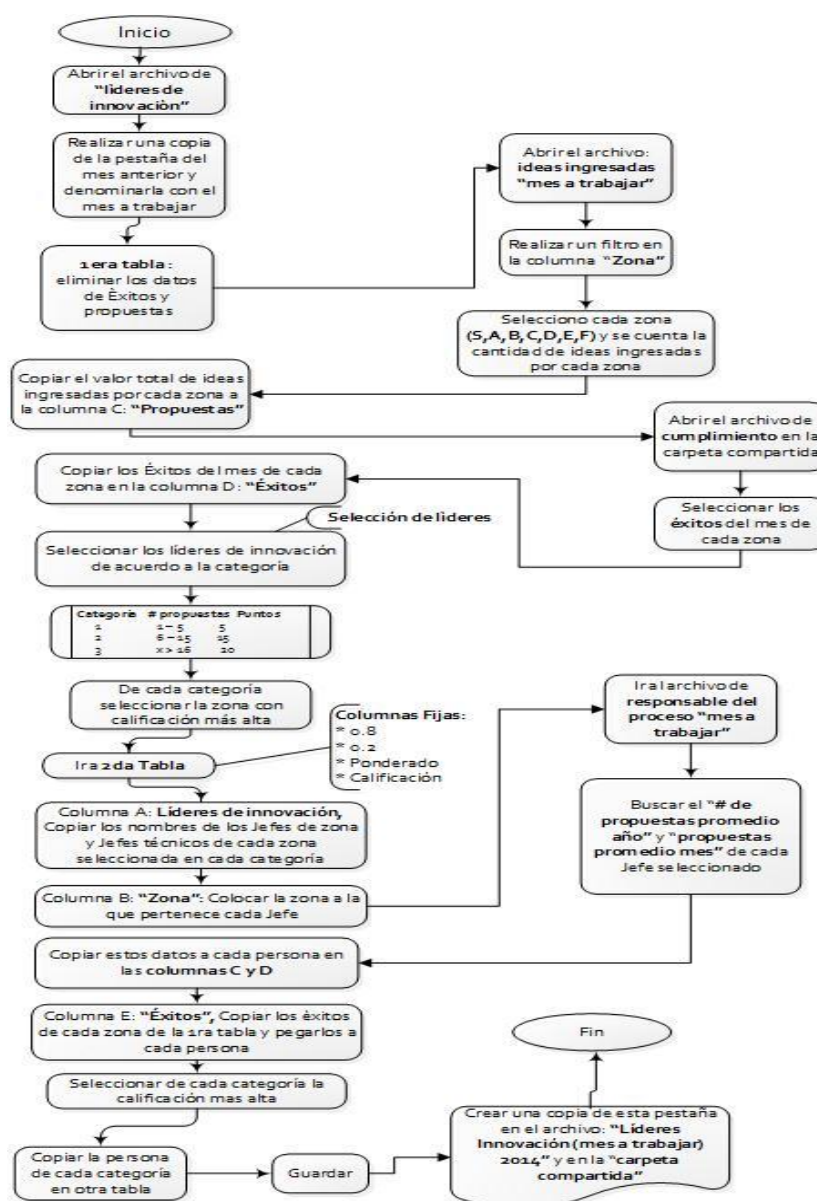 Inicio
Abrir el archivo de
“lìderes de
innovaciòn”
Realizar una copia
de la pestaña del
mes anterior y
denominarla con el
mes a trabajar
1era tabla :
eliminar los datos
de Èxitos y
propuestas
Abrir el archivo:
ideas ingresadas
“mes a trabajar”
Realizar un filtro en
la columna “Zona”
Selecciono cada zona
(S,A,B,C,D,E,F) y se cuenta la
cantidad de ideas ingresadas
por cada zona
Copiar el valor total de ideas
ingresadas por cada zona a
la columna C: “Propuestas”
Abrir el archivo de
cumplimiento en la
carpeta compartida
Seleccionar los
éxitos del mes de
cada zona
Copiar los Éxitos del mes de cada
zona en la columna D: “Éxitos”
Selección de lìderes
Seleccionar los líderes de innovación
de acuerdo a la categoría
Categoría # propuestas Puntos
1 1 – 5 5
2 6 – 15 15
3 x > 16 20
De cada categoría
seleccionar la zona con
calificación más alta
Columnas Fijas:
* 0.8
* 0.2
* Ponderado
* Calificación
Ir a 2da Tabla
Columna A: Líderes de innovación,
Copiar los nombres de los Jefes de zona
y Jefes técnicos de cada zona
seleccionada en cada categoría
Columna B: “Zona”: Colocar la zona a la
que pertenece cada Jefe
Ir al archivo de
responsable del
proceso “mes a
trabajar”
Buscar el “# de
propuestas promedio
año” y “propuestas
promedio mes” de cada
Jefe seleccionado
Copiar estos datos a cada persona en
las columnas C y D
Columna E: “Éxitos”, Copiar los èxitos
de cada zona de la 1ra tabla y pegarlos a
cada persona
Seleccionar de cada categoría la
calificación mas alta
Copiar la persona
de cada categoría
en otra tabla
Guardar
Crear una copia de esta pestaña
en el archivo: “Líderes
Innovación (mes a trabajar)
2014” y en la “carpeta
compartida”
Fin